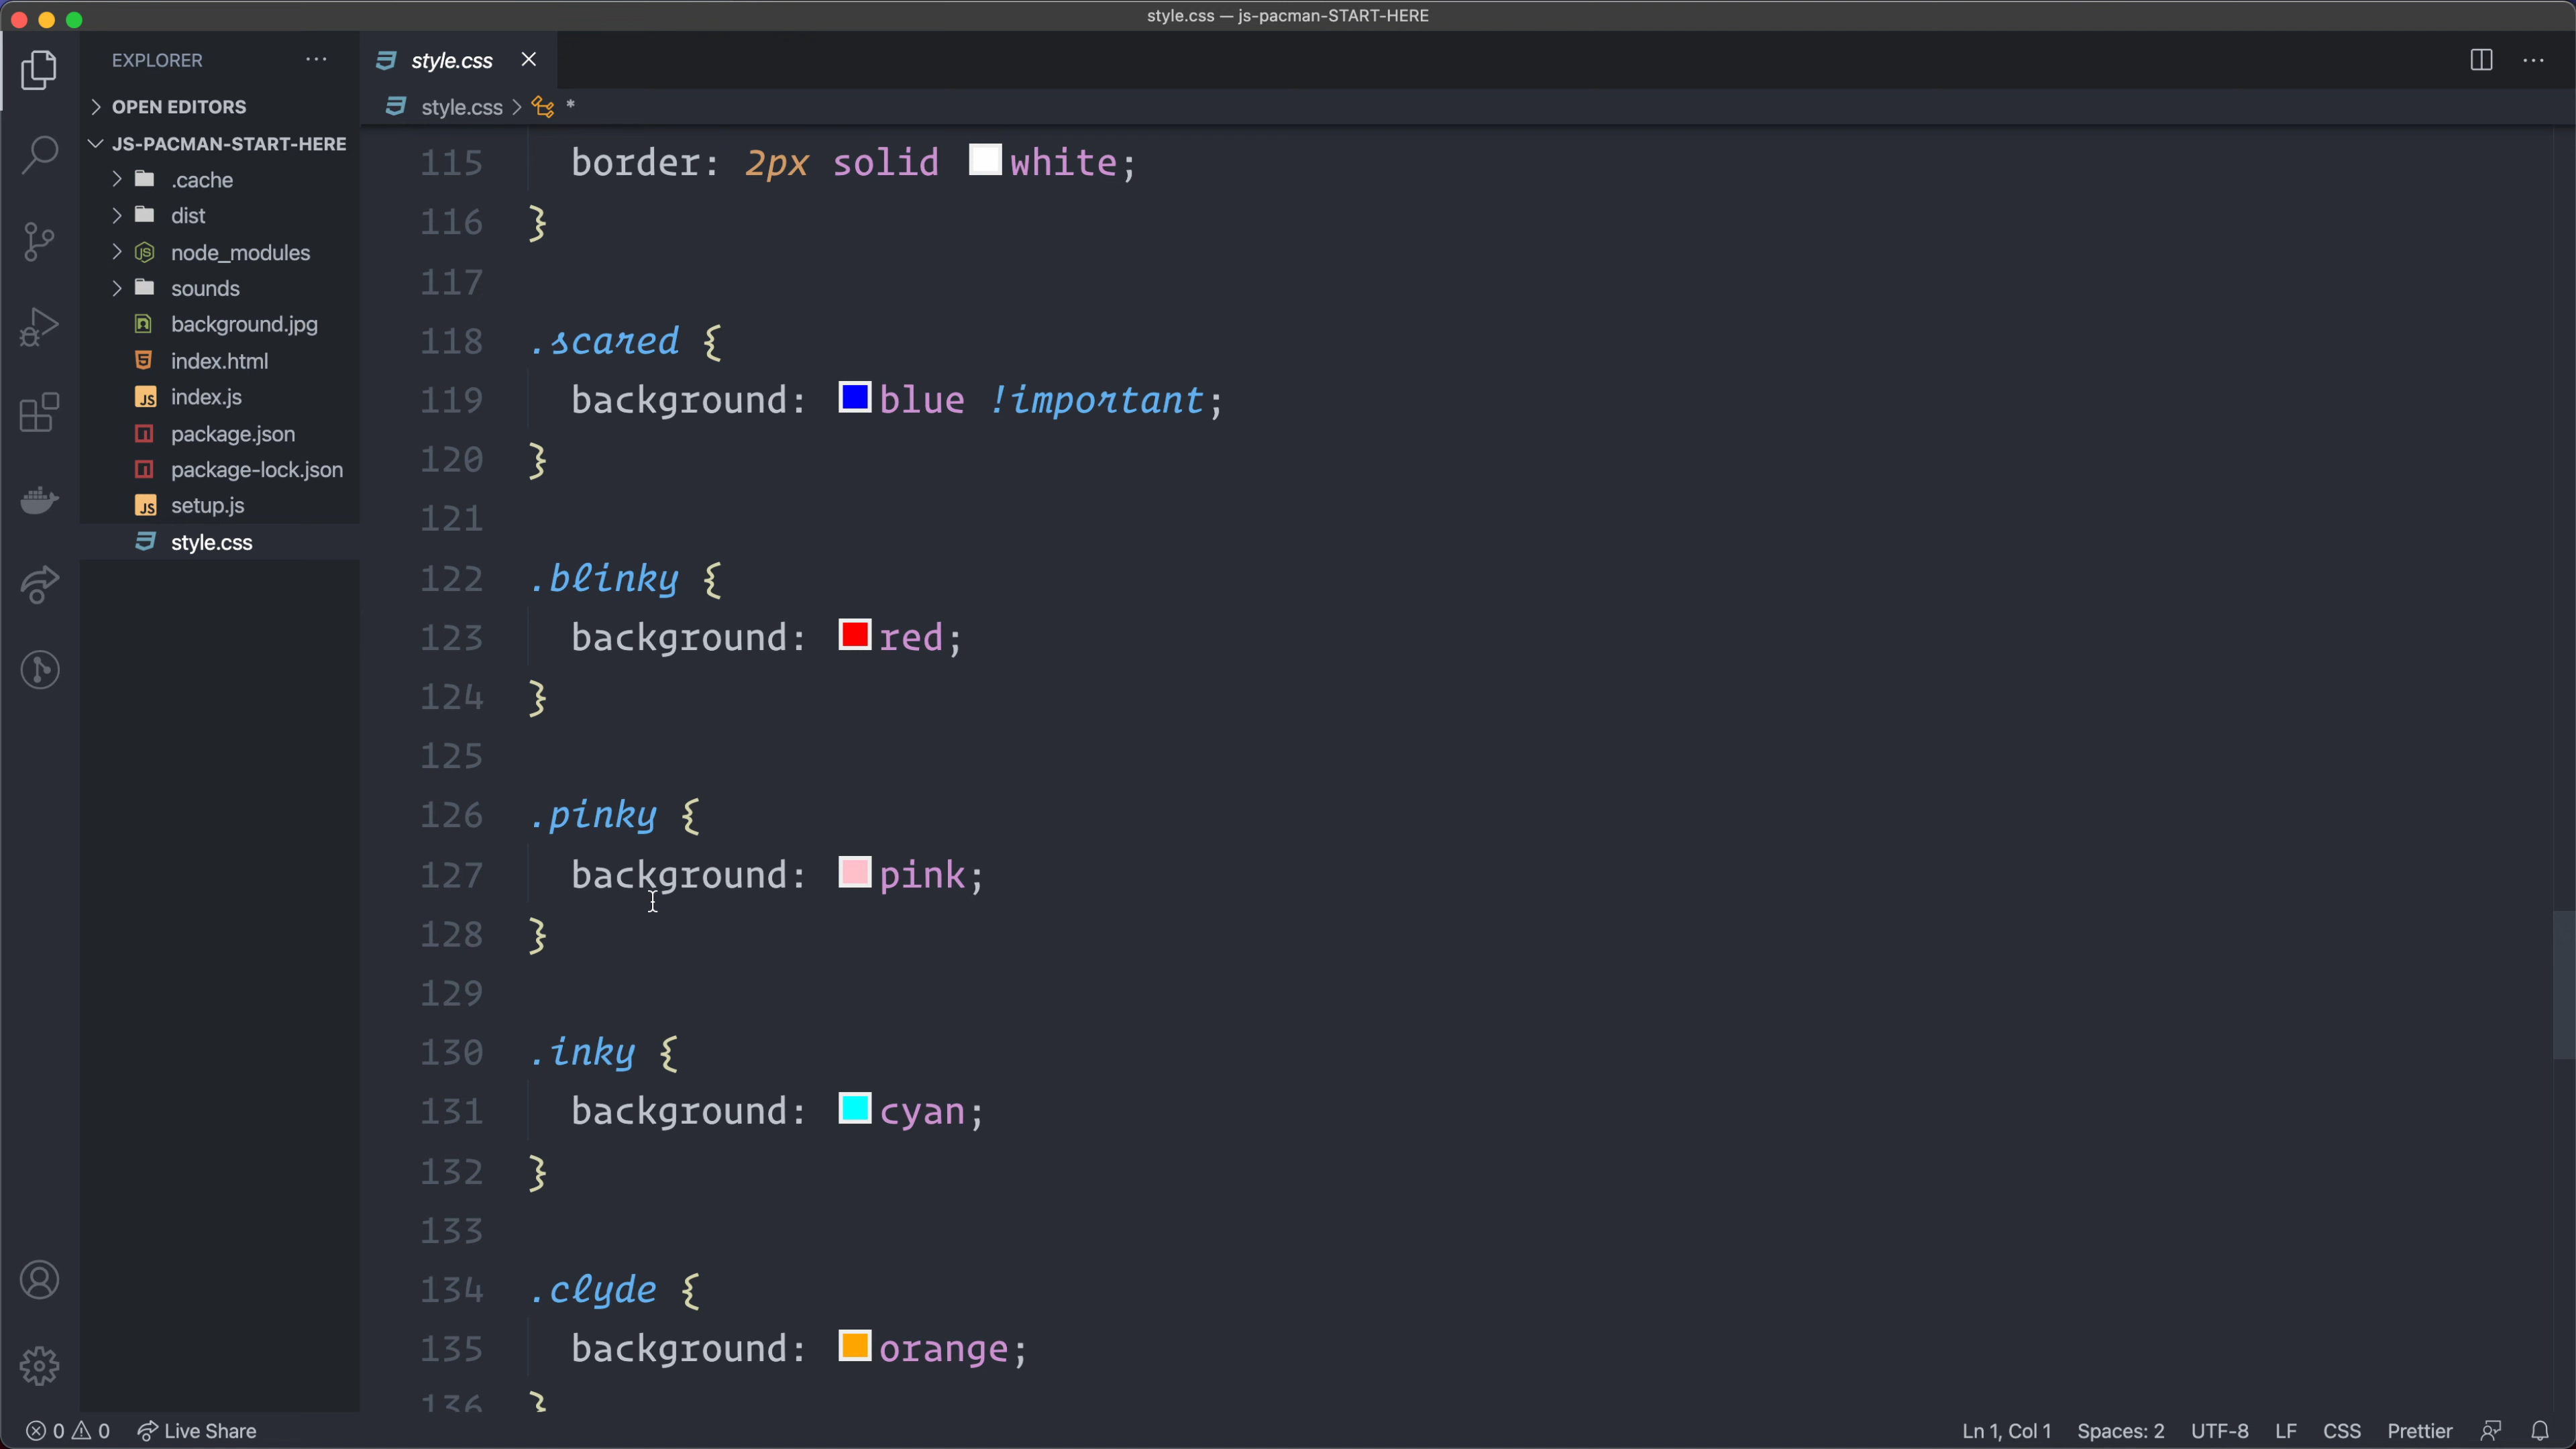 style.css — js-pacman-START-HERE
EXPLORER
style.css
OPEN EDITORS
style.css > *
JS-PACMAN-START-HERE
.cache
dist
node_modules
sounds
background.jpg
index.html
index.js
package.json
package-lock.json
setup.js
style.css
115 border: 2px solid white;
116 }
117
118 .scared {
119 background: blue !important;
120 }
121
122 .blinky {
123 background: red;
124 }
125
126 .pinky {
127 background: pink;
128 }
129
130 .inky {
131 background: cyan;
132 }
133
134 .clyde {
135 background: orange;
136 }
0 0 Live Share
Ln 1, Col 1 Spaces: 2 UTF-8 LF CSS Prettier